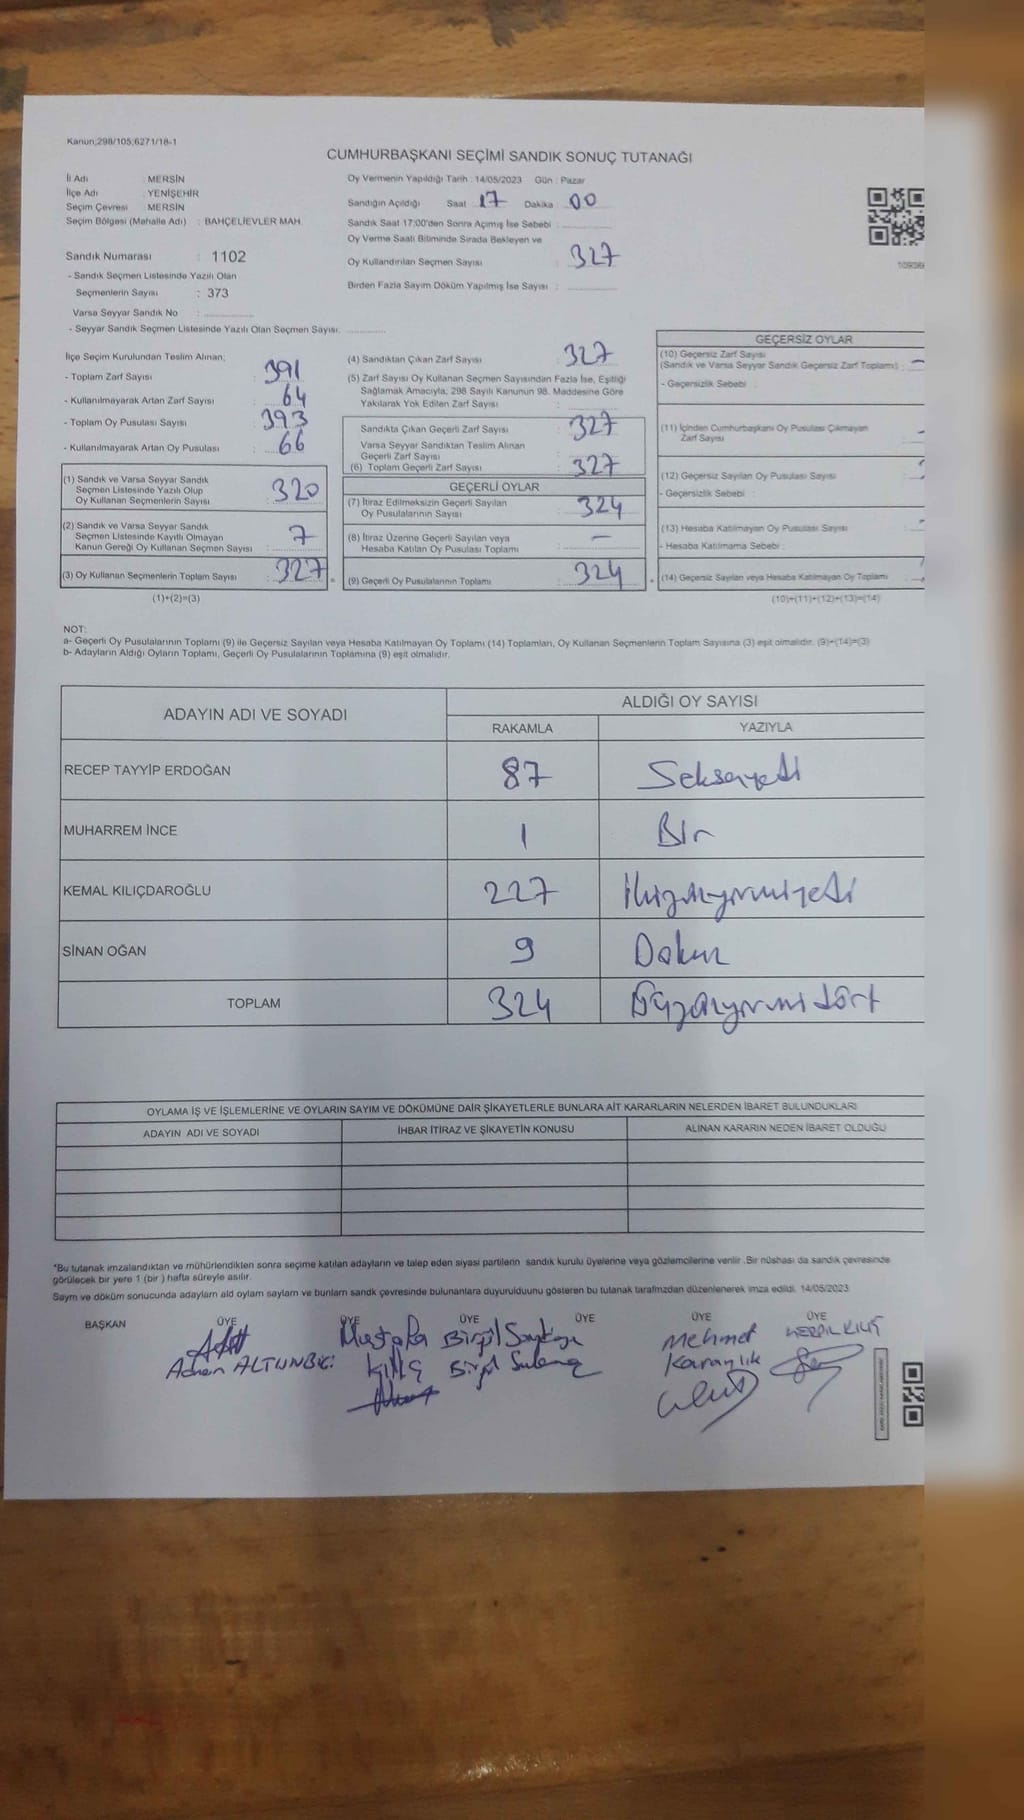 Kanun;298/105;6271/18-1
CUMHURBAŞKANI SEÇİMİ SANDIK SONUÇ TUTANAĞI
İl Adı : MERSİN
İlçe Adı : YENİŞEHİR
Seçim Çevresi : MERSİN
Seçim Bölgesi (Mahalle Adı) : BAHÇELİEVLER MAH.
Sandık Numarası : 1102
- Sandık Seçmen Listesinde Yazılı Olan
Seçmenlerin Sayısı : 373
Varsa Seyyar Sandık No :
- Seyyar Sandık Seçmen Listesinde Yazılı Olan Seçmen Sayısı:
Oy Vermenin Yapıldığı Tarih : 14/05/2023 Gün : Pazar
Sandığın Açıldığı Saat 17 Dakika 00
Sandık Saat 17:00'den Sonra Açımış İse Sebebi :
Oy Verme Saati Bitiminde Sırada Bekleyen ve
Oy Kullandırılan Seçmen Sayısı : 327
Birden Fazla Sayım Döküm Yapılmış İse Sayısı :
İlçe Seçim Kurulundan Teslim Alınan;
- Toplam Zarf Sayısı : 391
- Kullanılmayarak Artan Zarf Sayısı : 64
- Toplam Oy Pusulası Sayısı : 393
- Kullanılmayarak Artan Oy Pusulası : 66
(1) Sandık ve Varsa Seyyar Sandık
Seçmen Listesinde Yazılı Olup
Oy Kullanan Seçmenlerin Sayısı : 320
(2) Sandık ve Varsa Seyyar Sandık
Seçmen Listesinde Kayıtlı Olmayan
Kanun Gereği Oy Kullanan Seçmen Sayısı : 7
(3) Oy Kullanan Seçmenlerin Toplam Sayısı : 327
(1)+(2)=(3)
(4) Sandıktan Çıkan Zarf Sayısı : 327
(5) Zarf Sayısı Oy Kullanan Seçmen Sayısından Fazla İse, Eşitliği
Sağlamak Amacıyla; 298 Sayılı Kanunun 98. Maddesine Göre
Yakılarak Yok Edilen Zarf Sayısı :
Sandıkta Çıkan Geçerli Zarf Sayısı : 327
Varsa Seyyar Sandıktan Teslim Alınan
Geçerli Zarf Sayısı :
(6) Toplam Geçerli Zarf Sayısı : 327
GEÇERLİ OYLAR
(7) İtiraz Edilmeksizin Geçerli Sayılan
Oy Pusulalarının Sayısı : 324
(8) İtiraz Üzerine Geçerli Sayılan veya
Hesaba Katılan Oy Pusulası Toplamı : —
(9) Geçerli Oy Pusulalarının Toplamı : 324
GEÇERSİZ OYLAR
(10) Geçersiz Zarf Sayısı
(Sandık ve Varsa Seyyar Sandık Geçersiz Zarf Toplamı) :
- Geçersizlik Sebebi :
(11) İçinden Cumhurbaşkanı Oy Pusulası Çıkmayan
Zarf Sayısı
(12) Geçersiz Sayılan Oy Pusulası Sayısı :
- Geçersizlik Sebebi :
(13) Hesaba Katılmayan Oy Pusulası Sayısı :
- Hesaba Katılmama Sebebi :
(14) Geçersiz Sayılan veya Hesaba Katılmayan Oy Toplamı :
(10)+(11)+(12)+(13)=(14)
NOT:
a- Geçerli Oy Pusulalarının Toplamı (9) ile Geçersiz Sayılan veya Hesaba Katılmayan Oy Toplamı (14) Toplamları, Oy Kullanan Seçmenlerin Toplam Sayısına (3) eşit olmalıdır. (9)+(14)=(3)
b- Adayların Aldığı Oyların Toplamı, Geçerli Oy Pusulalarının Toplamına (9) eşit olmalıdır.
ADAYIN ADI VE SOYADI
ALDIĞI OY SAYISI
RAKAMLA YAZIYLA
RECEP TAYYİP ERDOĞAN 87 Seksenyedi
MUHARREM İNCE 1 Bir
KEMAL KILIÇDAROĞLU 227 İkiyüzyirmiyedi
SİNAN OĞAN 9 Dokuz
TOPLAM 324 Üçyüzyirmidört
OYLAMA İŞ VE İŞLEMLERİNE VE OYLARIN SAYIM VE DÖKÜMÜNE DAİR ŞİKAYETLERLE BUNLARA AİT KARARLARIN NELERDEN İBARET BULUNDUKLARI
ADAYIN ADI VE SOYADI İHBAR İTİRAZ VE ŞİKAYETİN KONUSU ALINAN KARARIN NEDEN İBARET OLDUĞU
*Bu tutanak imzalandıktan ve mühürlendikten sonra seçime katılan adayların ve talep eden siyasi partilerin sandık kurulu üyelerine veya gözlemcilerine verilir .Bir nüshası da sandık çevresinde
görülecek bir yere 1 (bir ) hafta süreyle asılır.
Sayım ve döküm sonucunda adayların ald oyların sayların ve bunların sandk çevresinde bulunanlara duyurulduunu gösteren bu tutanak tarafmzdan düzenlenerek imza edildi. 14/05/2023
BAŞKAN ÜYE ÜYE ÜYE ÜYE ÜYE ÜYE
Mustafa Birgil Mehmet
ALTUNBIÇ Kılıç Birgil Karanlık